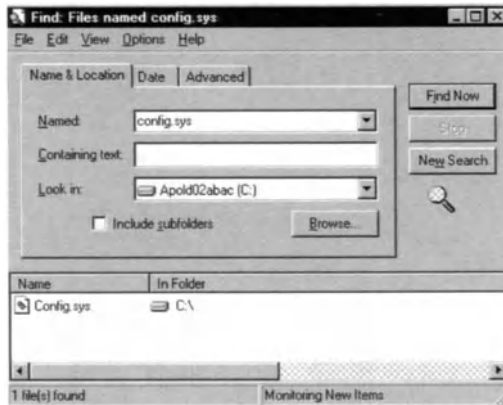 Find: Files named config.sys
File Edit View Options Help
Name & Location Date Advanced
Named: config.sys
Containing text:
Look in: Apold02abac (C:)
Include subfolders
Browse...
Find Now
Stop
New Search
Name In Folder
Config.sys C:\
1 file(s) found Monitoring New Items